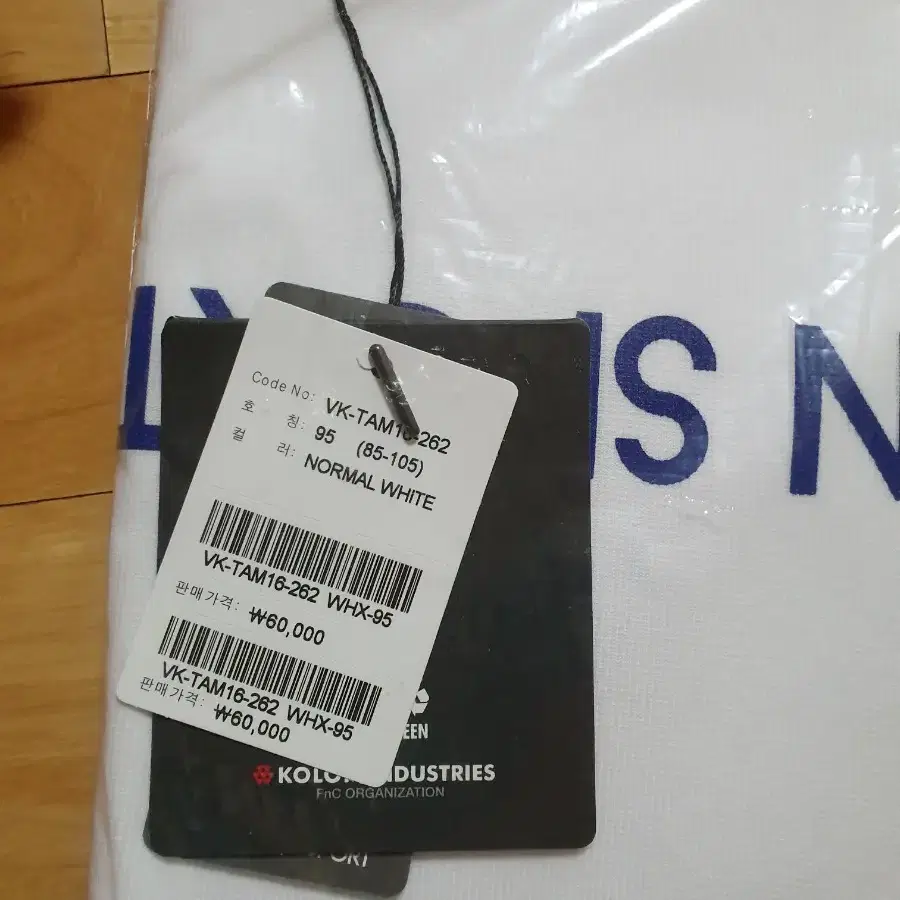 Code No: VK-TAM16-262
호 칭: 95 (85-105)
컬 러: NORMAL WHITE
VK-TAM16-262 WHX-95
판매가격: ₩60,000
VK-TAM16-262 WHX-95
판매가격: ₩60,000
KOLON INDUSTRIES
FnC ORGANIZATION